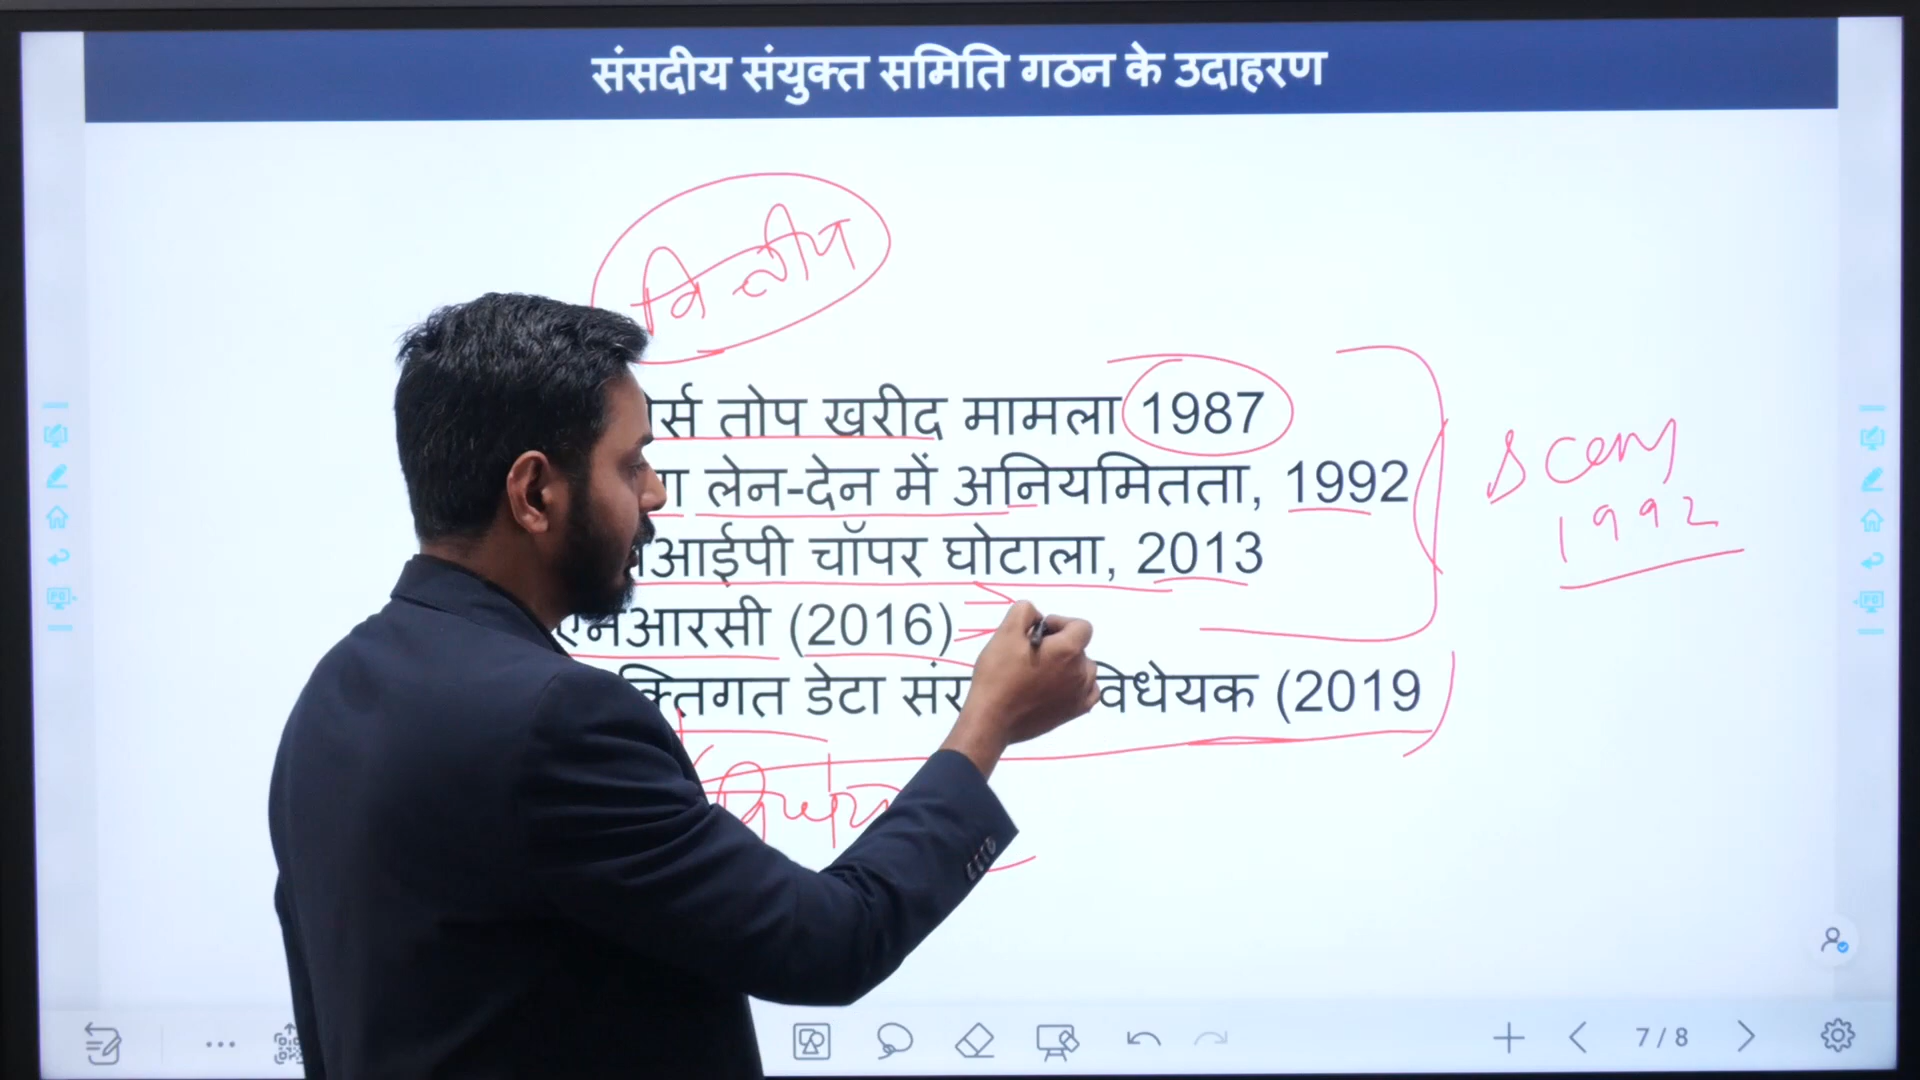 संसदीय संयुक्त समिति गठन के उदाहरण
वित्तीय
र्स तोप खरीद मामला 1987
लेन-देन में अनियमितता, 1992
आईपी चॉपर घोटाला, 2013
एनआरसी (2016)
क्तिगत डेटा संर विधेयक (2019
Scam
1992
7/8